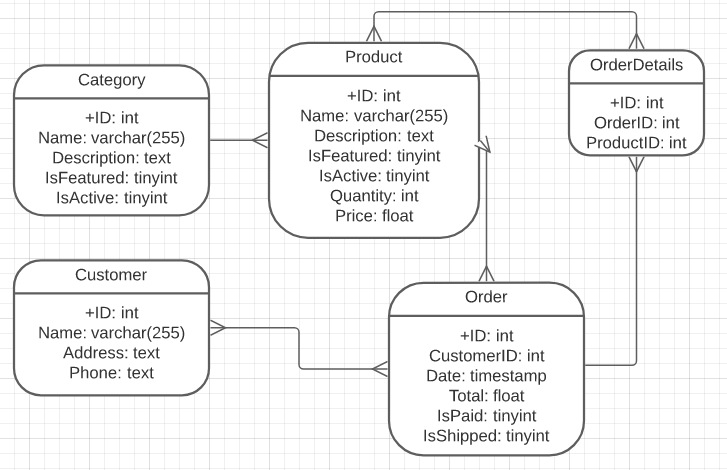 Category
+ID: int
Name: varchar(255)
Description: text
IsFeatured: tinyint
IsActive: tinyint
Product
+ID: int
Name: varchar(255)
Description: text
IsFeatured: tinyint
IsActive: tinyint
Quantity: int
Price: float
OrderDetails
+ID: int
OrderID: int
ProductID: int
Customer
+ID: int
Name: varchar(255)
Address: text
Phone: text
Order
+ID: int
CustomerID: int
Date: timestamp
Total: float
IsPaid: tinyint
IsShipped: tinyint